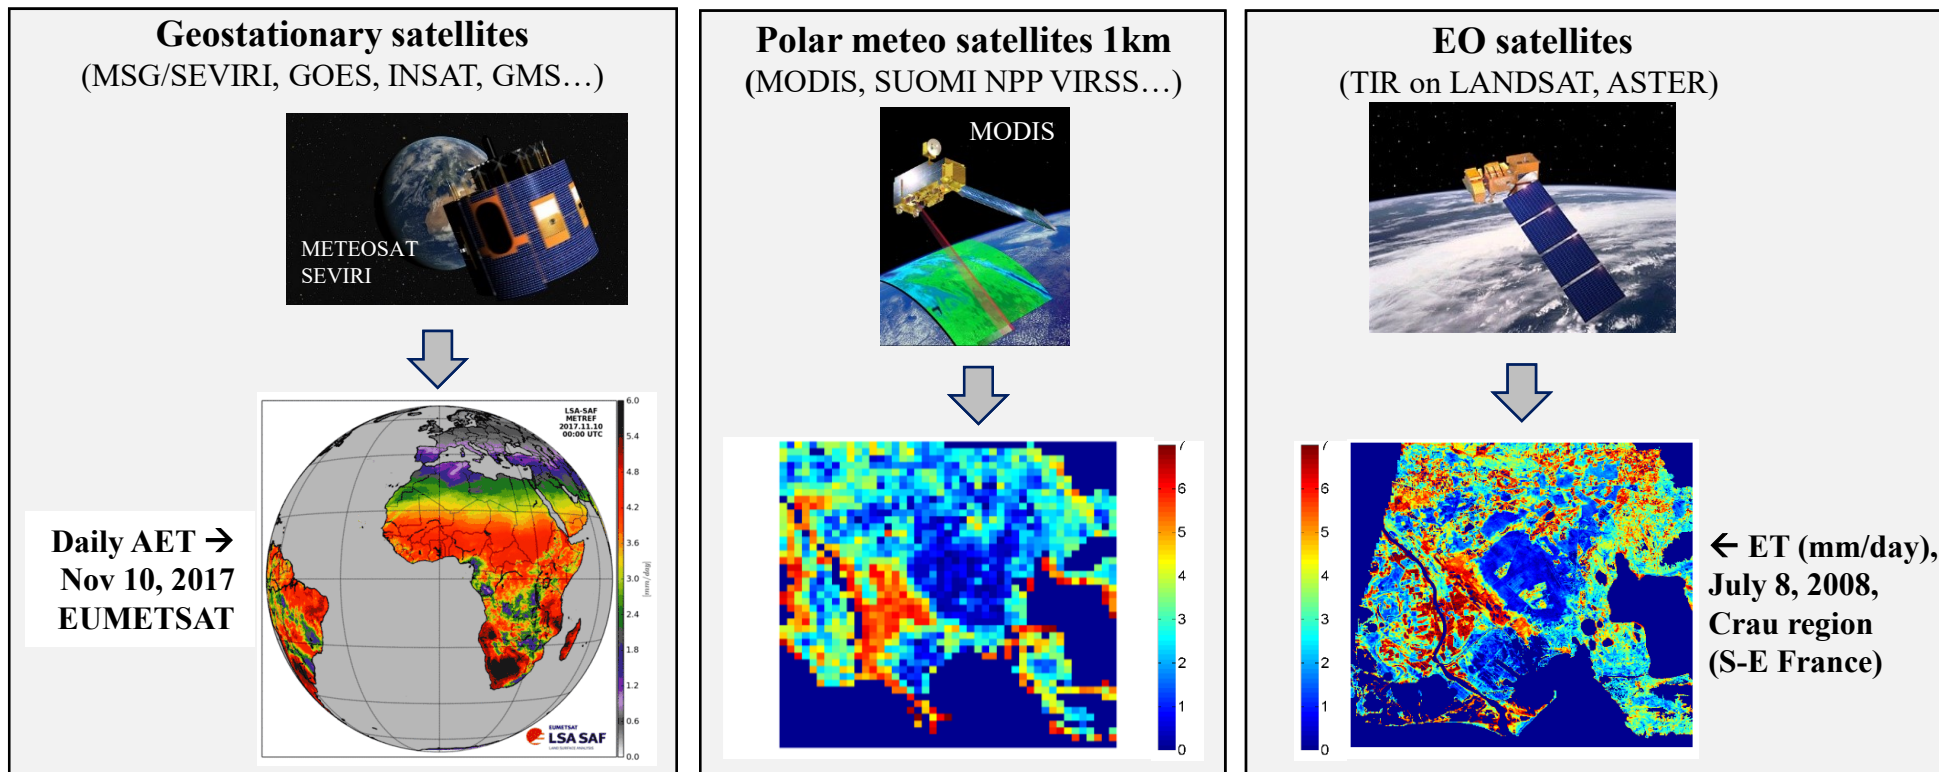 Geostationary satellites
(MSG/SEVIRI, GOES, INSAT, GMS…)
METEOSAT
SEVIRI
LSA-SAF
METREF
2017.11.10
00:00 UTC
6.0
5.4
4.8
4.2
3.6
3.0
2.4
1.8
1.2
0.6
0.0
[mm/day]
Daily AET →
Nov 10, 2017
EUMETSAT
EUMETSAT
LSA SAF
LAND SURFACE ANALYSIS
Polar meteo satellites 1km
(MODIS, SUOMI NPP VIRSS…)
MODIS
7
6
5
4
3
2
1
0
EO satellites
(TIR on LANDSAT, ASTER)
7
6
5
4
3
2
1
0
← ET (mm/day),
July 8, 2008,
Crau region
(S-E France)